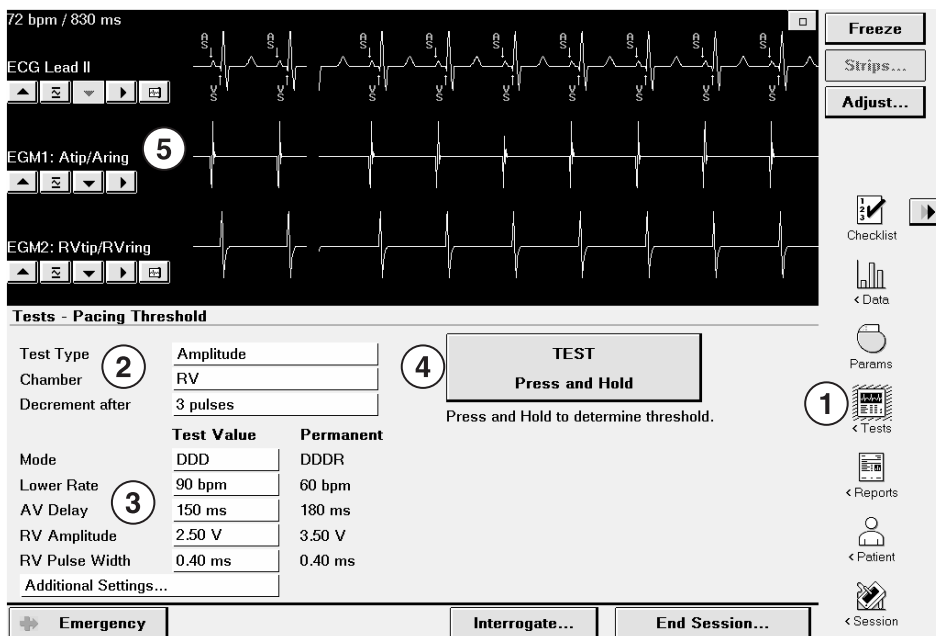 72 bpm / 830 ms
A S A S A S A S A S A S A S A S A S
ECG Lead II
V S V S V S V S V S V S V S V S V S
5
EGM1: Atip/Aring
EGM2: RVtip/RVring
Freeze
Strips...
Adjust...
1 2 3
Checklist
< Data
Params
1
< Tests
< Reports
< Patient
< Session
Tests - Pacing Threshold
Test Type 2 Amplitude
Chamber RV
Decrement after 3 pulses
4
TEST
Press and Hold
Press and Hold to determine threshold.
Test Value Permanent
Mode DDD DDDR
Lower Rate 90 bpm 60 bpm
3
AV Delay 150 ms 180 ms
RV Amplitude 2.50 V 3.50 V
RV Pulse Width 0.40 ms 0.40 ms
Additional Settings...
Emergency
Interrogate...
End Session...